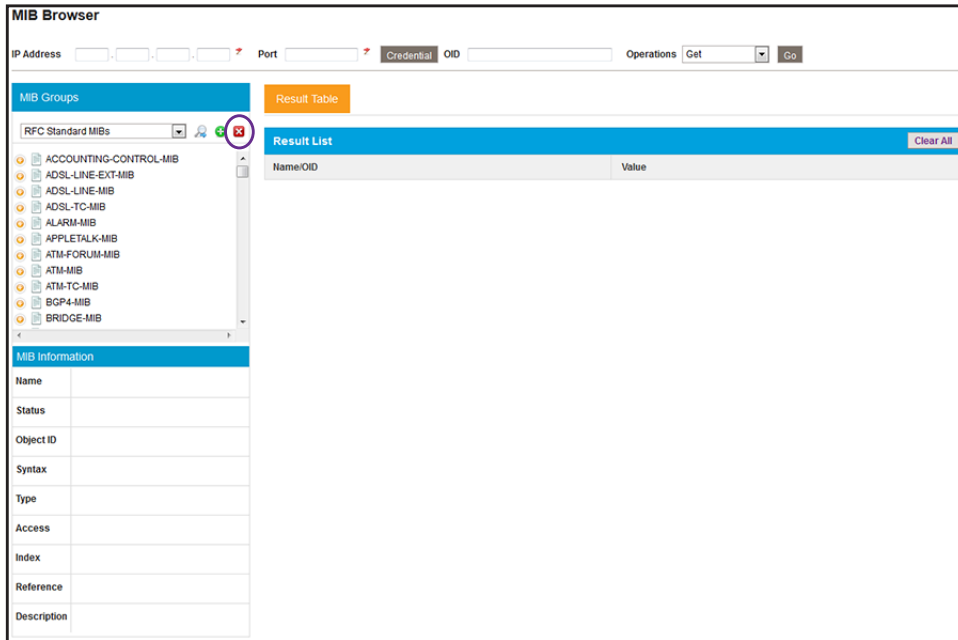 MIB Browser
IP Address . . . Port Credential OID Operations Get Go
MIB Groups
RFC Standard MIBs
ACCOUNTING-CONTROL-MIB
ADSL-LINE-EXT-MIB
ADSL-LINE-MIB
ADSL-TC-MIB
ALARM-MIB
APPLETALK-MIB
ATM-FORUM-MIB
ATM-MIB
ATM-TC-MIB
BGP4-MIB
BRIDGE-MIB
MIB Information
Name
Status
Object ID
Syntax
Type
Access
Index
Reference
Description
Result Table
Result List Clear All
Name/OID Value